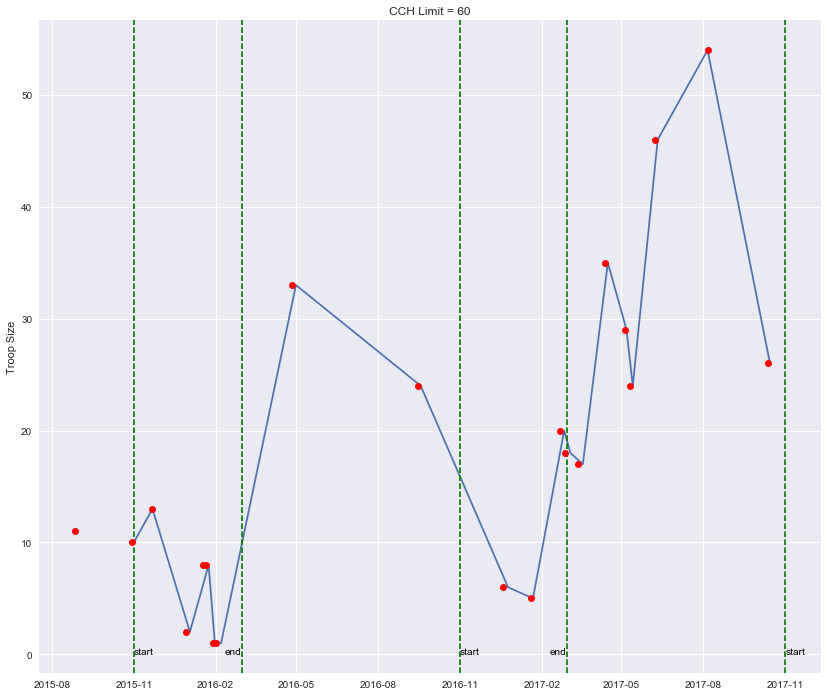 CCH Limit = 60
Troop Size
50
40
30
20
10
0
start
end
start
end
start
2015-08
2015-11
2016-02
2016-05
2016-08
2016-11
2017-02
2017-05
2017-08
2017-11